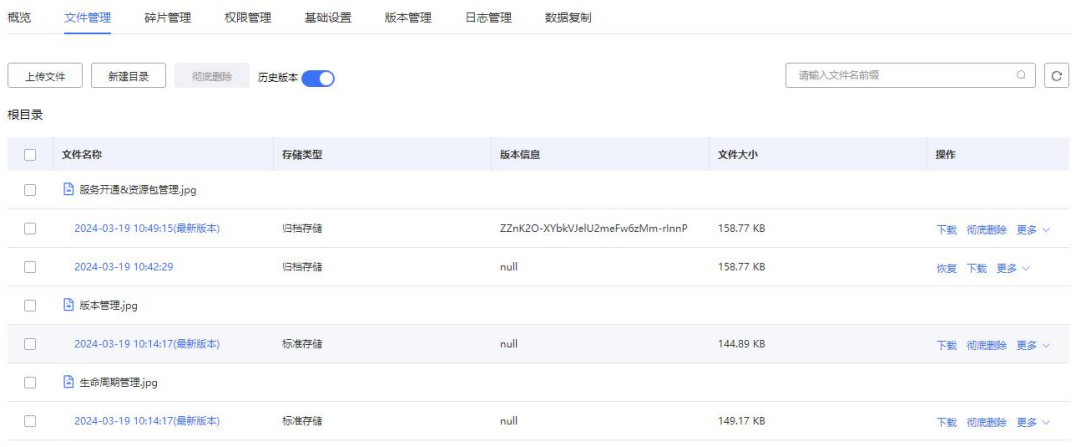 概览 文件管理 碎片管理 权限管理 基础设置 版本管理 日志管理 数据复制
上传文件 新建目录 彻底删除 历史版本 请输入文件名前缀
根目录
文件名称 存储类型 版本信息 文件大小 操作
服务开通&资源包管理.jpg
2024-03-19 10:49:15(最新版本) 归档存储 ZZnK2O-XYbkVJelU2meFw6zMm-rInnP 158.77 KB 下载 彻底删除 更多
2024-03-19 10:42:29 归档存储 null 158.77 KB 恢复 下载 更多
版本管理.jpg
2024-03-19 10:14:17(最新版本) 标准存储 null 144.89 KB 下载 彻底删除 更多
生命周期管理.jpg
2024-03-19 10:14:17(最新版本) 标准存储 null 149.17 KB 下载 彻底删除 更多